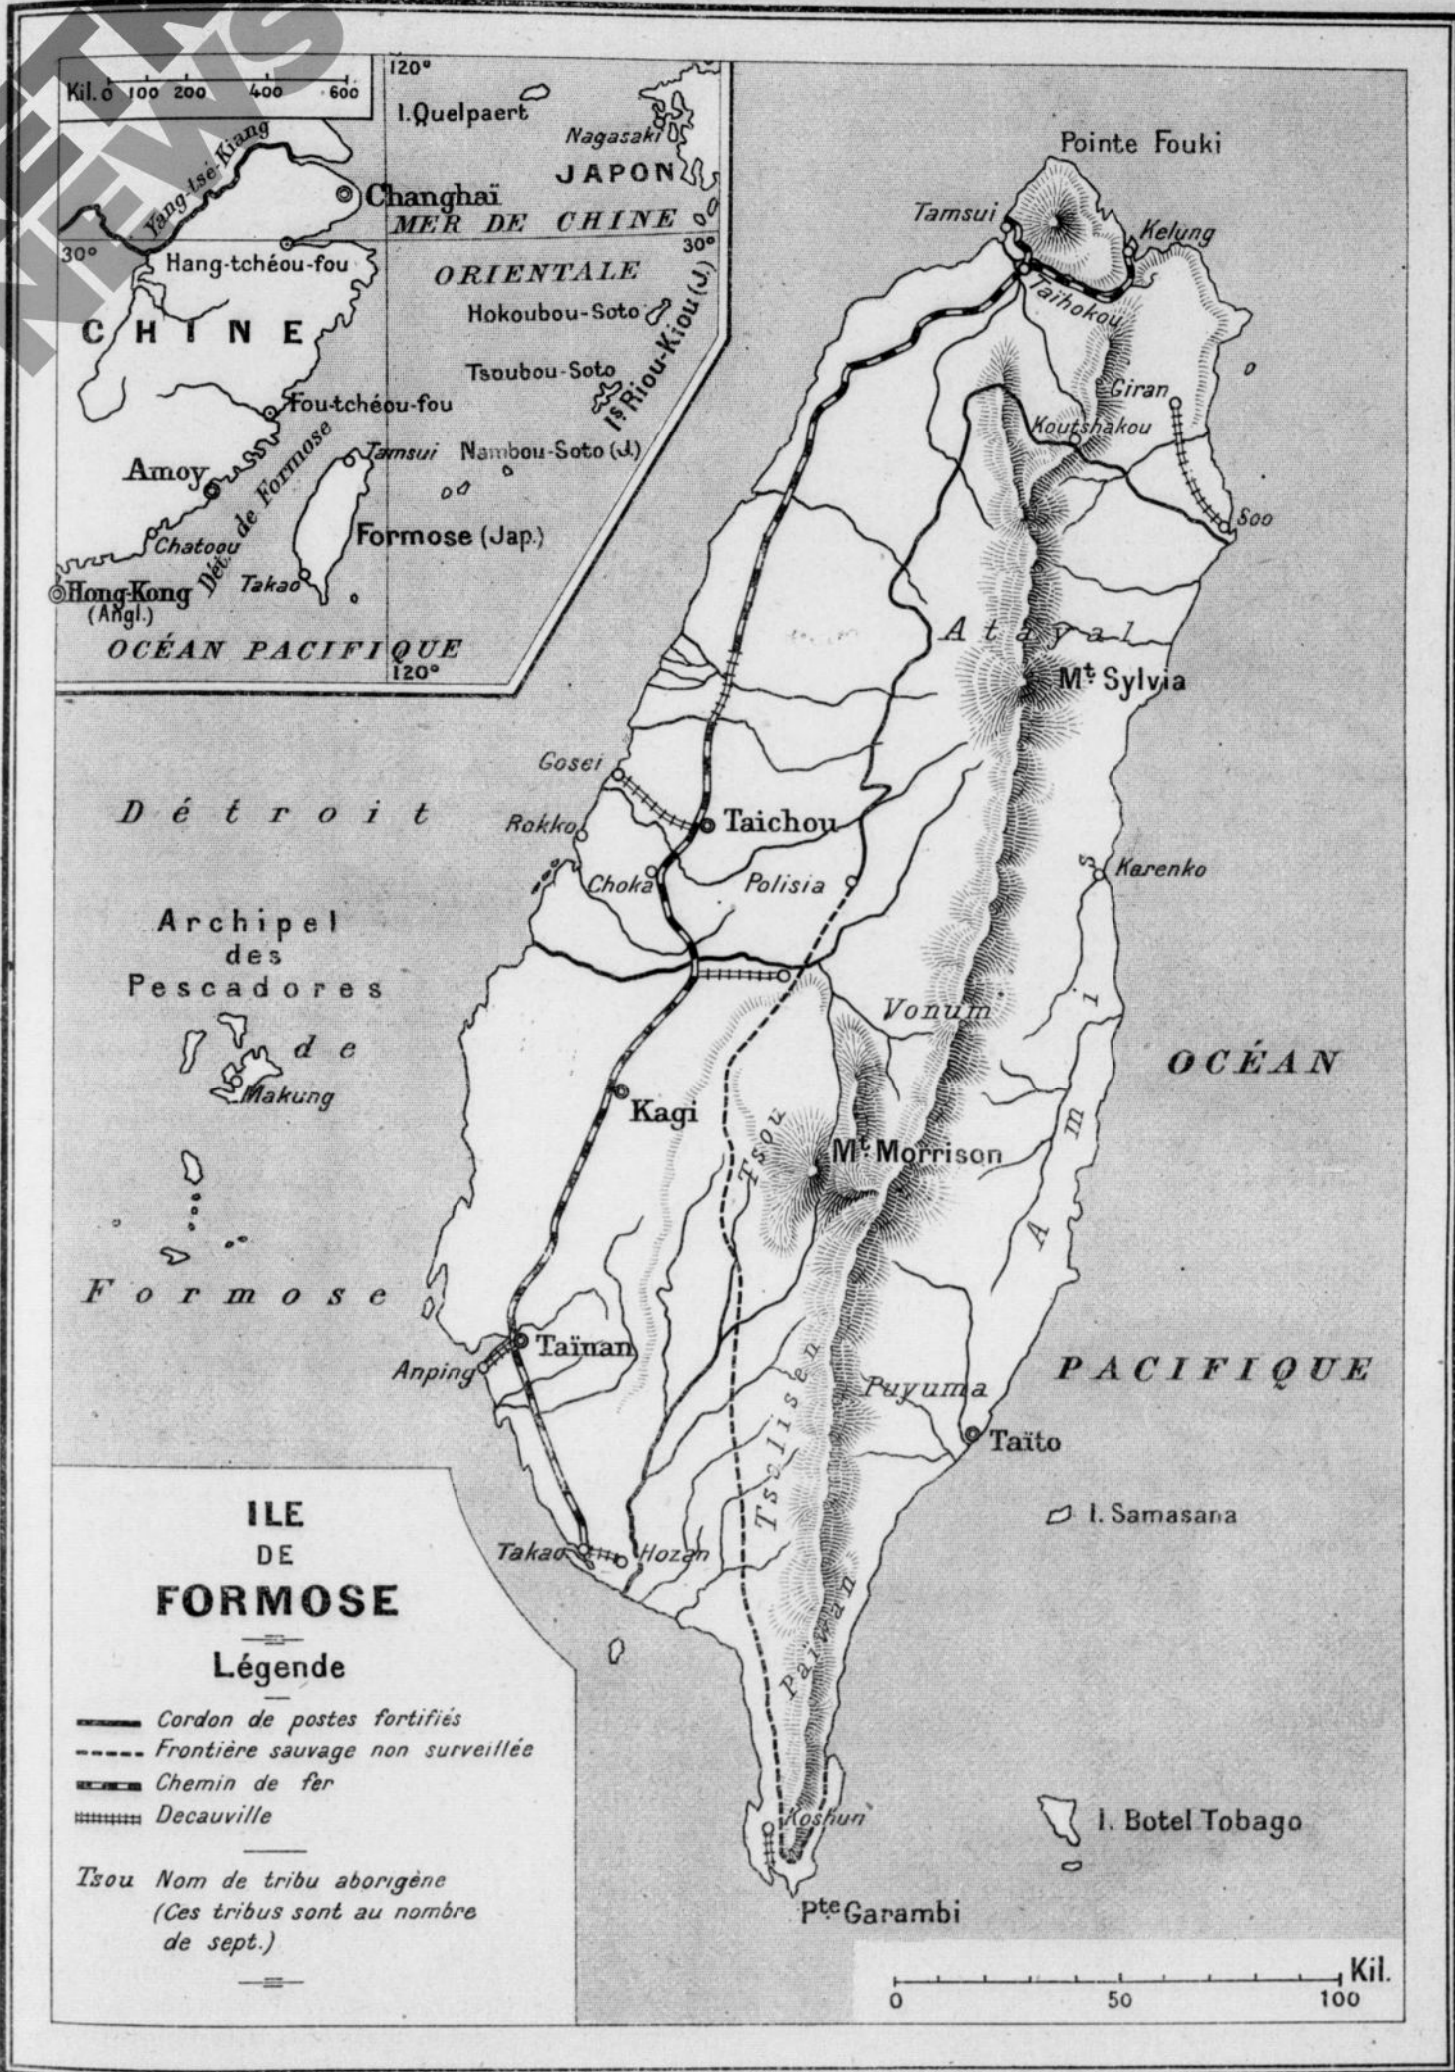 NEWS
Kil. 0 100 200 400 600
120°
I. Quelpaert
Nagasaki
JAPON
Yang-tsé-Kiang
Changhaï
MER DE CHINE
30°
30°
Hang-tchéou-fou
ORIENTALE
Hokoubou-Soto
CHINE
Tsoubou-Soto
Is Riou-Kiou (J.)
Fou-tchéou-fou
Tamsui
Nambou-Soto (J.)
Amoy
Dét. de Formose
Formose (Jap.)
Chatoou
Takao
Hong-Kong
(Angl.)
OCÉAN PACIFIQUE
120°
Pointe Fouki
Tamsui
Kelung
Taïhokou
Giran
Koutshakou
Soo
Atayal
Mt Sylvia
Gosei
Détroit
Rokko
Taichou
Choka
Polisia
Karenko
Archipel
des
Pescadores
de
Makung
Vonum
Amis
OCÉAN
Kagi
Tsou
Mt Morrison
Formose
Taïnan
Anping
PACIFIQUE
Puyuma
Tsalisen
Taïto
I. Samasana
Takao
Hozan
Païwan
Koshun
I. Botel Tobago
Pte Garambi
ILE
DE
FORMOSE
Légende
Cordon de postes fortifiés
Frontière sauvage non surveillée
Chemin de fer
Decauville
Tsou Nom de tribu aborigène
(Ces tribus sont au nombre
de sept.)
Kil.
0 50 100